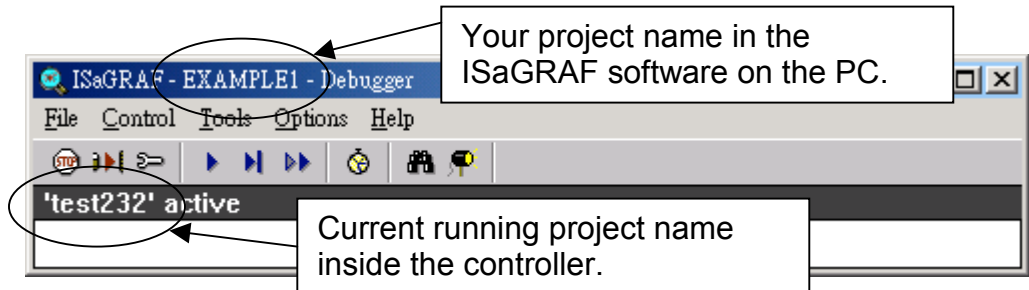 Your project name in the
ISaGRAF software on the PC.
ISaGRAF - EXAMPLE1 - Debugger
File Control Tools Options Help
STOP
'test232' active
Current running project name
inside the controller.